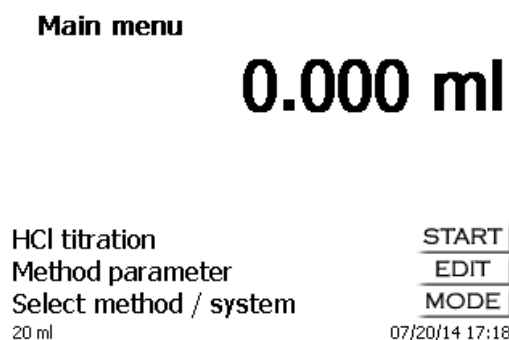 Main menu
0.000 ml
HCl titration START
Method parameter EDIT
Select method / system MODE
20 ml 07/20/14 17:18